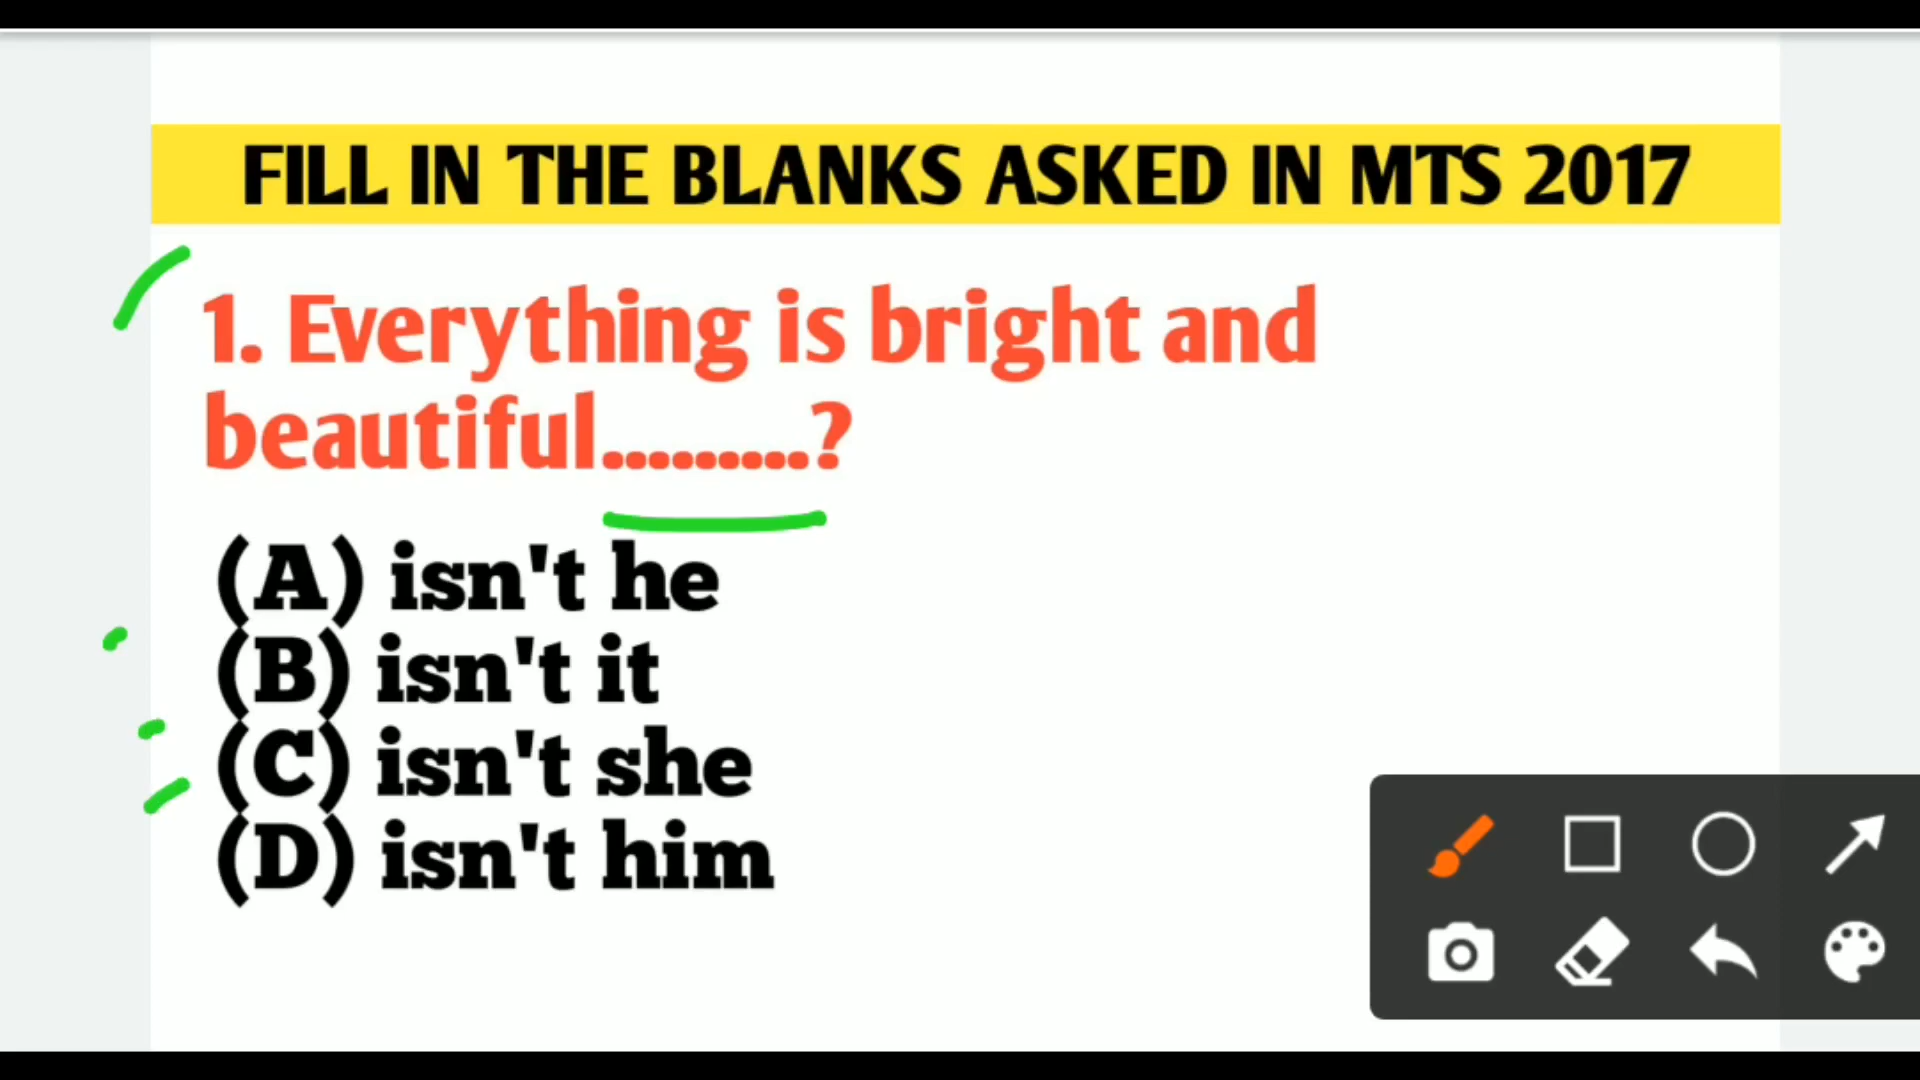 FILL IN THE BLANKS ASKED IN MTS 2017
1. Everything is bright and
beautiful.........?
(A) isn't he
(B) isn't it
(C) isn't she
(D) isn't him